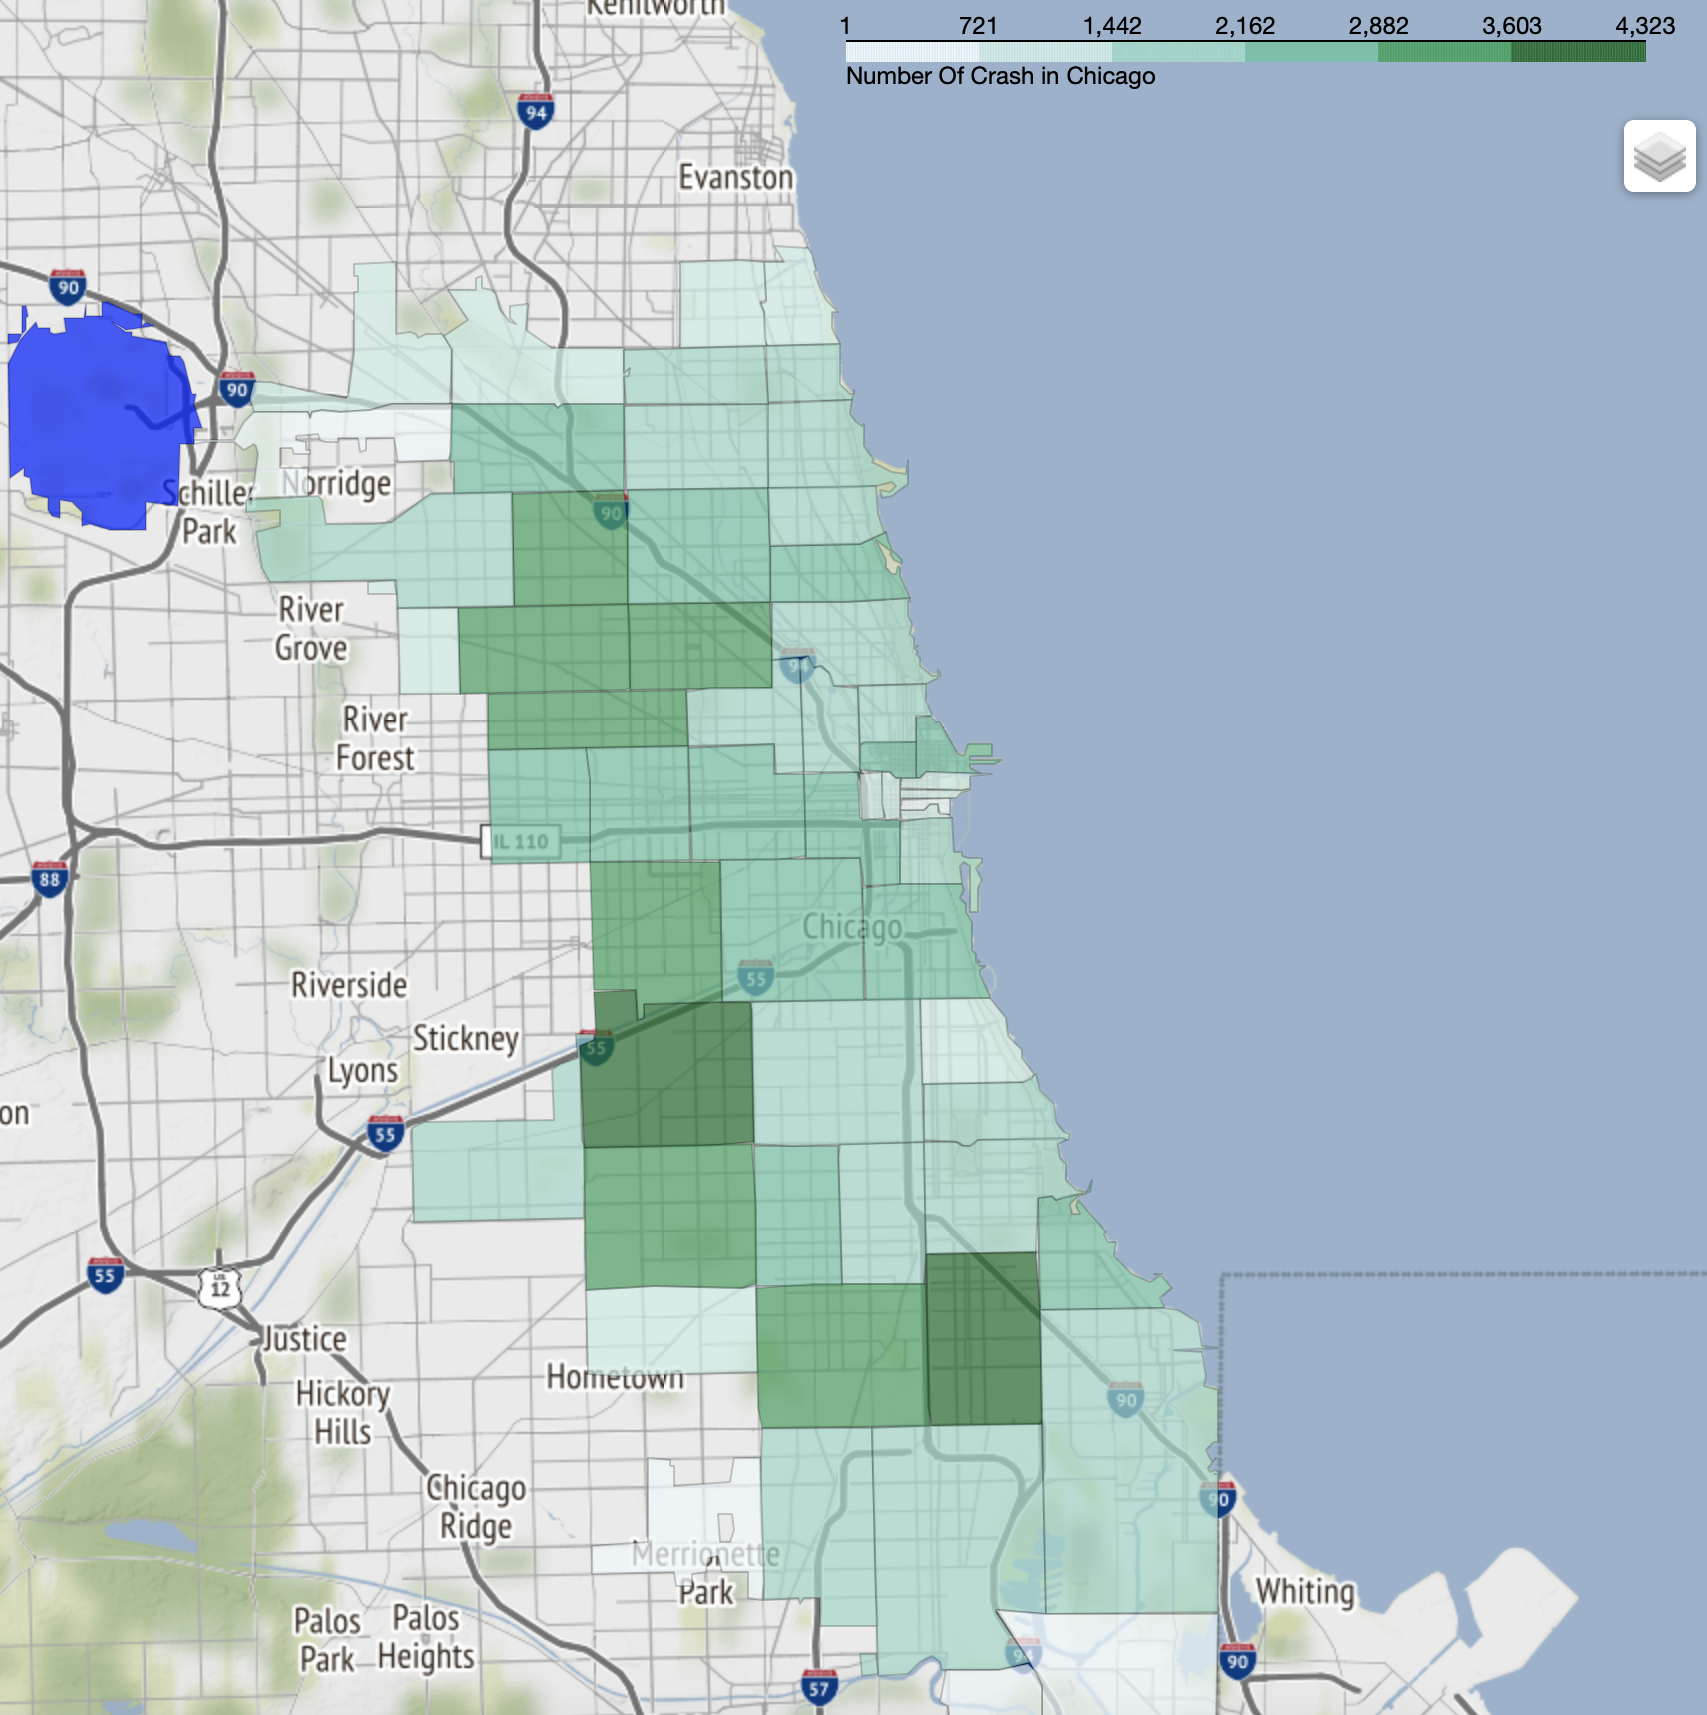 Kenilworth
1
721
1,442
2,162
2,882
3,603
4,323
Number Of Crash in Chicago
94
Evanston
90
90
Norridge
Schiller
Park
90
River
Grove
94
River
Forest
IL 110
88
Chicago
55
Riverside
Stickney
55
Lyons
on
55
55
US
12
Justice
Hometown
Hickory
Hills
90
Chicago
Ridge
90
Merrionette
Park
Whiting
Palos
Park
Palos
Heights
94
90
57